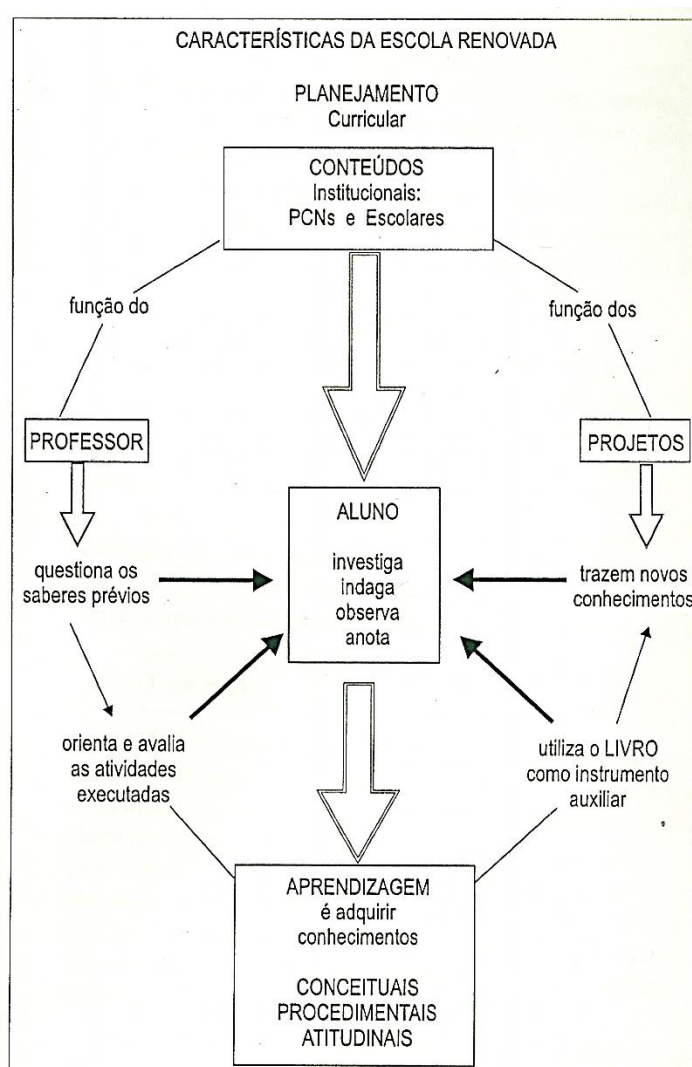 CARACTERÍSTICAS DA ESCOLA RENOVADA
PLANEJAMENTO
Curricular
CONTEÚDOS
Institucionais:
PCNs e Escolares
função do
função dos
PROFESSOR
PROJETOS
ALUNO
investiga
indaga
observa
anota
questiona os
saberes prévios
trazem novos
conhecimentos
orienta e avalia
as atividades
executadas
utiliza o LIVRO
como instrumento
auxiliar
APRENDIZAGEM
é adquirir
conhecimentos
CONCEITUAIS
PROCEDIMENTAIS
ATITUDINAIS